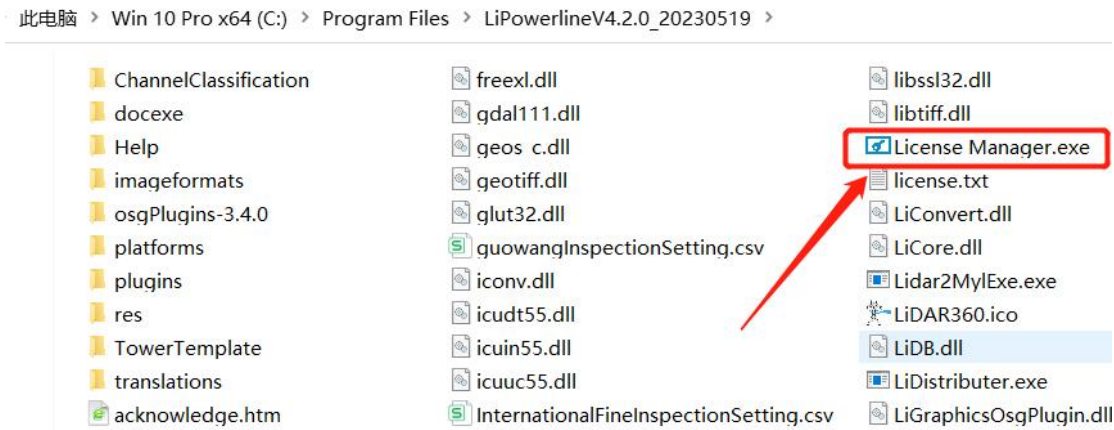 此电脑 > Win 10 Pro x64 (C:) > Program Files > LiPowerlineV4.2.0_20230519 >
ChannelClassification
docexe
Help
imageformats
osgPlugins-3.4.0
platforms
plugins
res
TowerTemplate
translations
acknowledge.htm
freexl.dll
gdal111.dll
geos_c.dll
geotiff.dll
glut32.dll
guowangInspectionSetting.csv
iconv.dll
icudt55.dll
icuin55.dll
icuuc55.dll
InternationalFineInspectionSetting.csv
libssl32.dll
libtiff.dll
License Manager.exe
license.txt
LiConvert.dll
LiCore.dll
Lidar2MylExe.exe
LiDAR360.ico
LiDB.dll
LiDistributer.exe
LiGraphicsOsgPlugin.dll